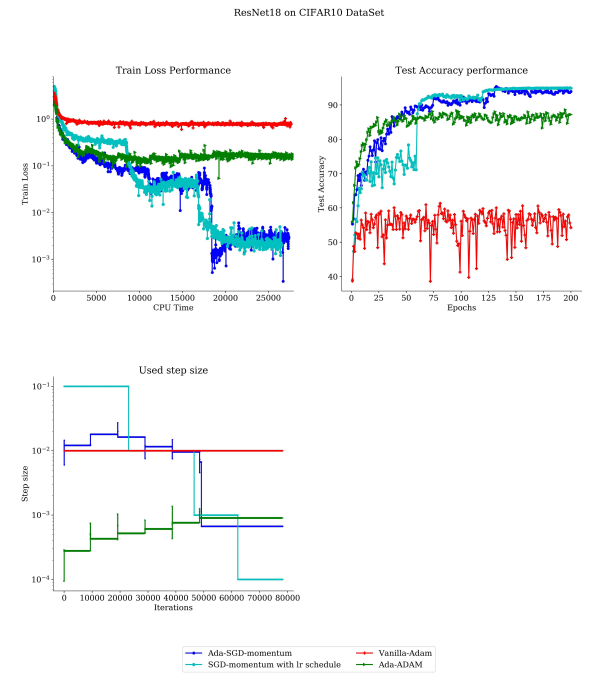 ResNet18 on CIFAR10 DataSet
Train Loss Performance
Test Accuracy performance
Train Loss
10⁰
10⁻¹
10⁻²
10⁻³
0 5000 10000 15000 20000 25000
CPU Time
Test Accuracy
90
80
70
60
50
40
0 25 50 75 100 125 150 175 200
Epochs
Used step size
Step size
10⁻¹
10⁻²
10⁻³
10⁻⁴
0 10000 20000 30000 40000 50000 60000 70000 80000
Iterations
Ada-SGD-momentum
SGD-momentum with lr schedule
Vanilla-Adam
Ada-ADAM